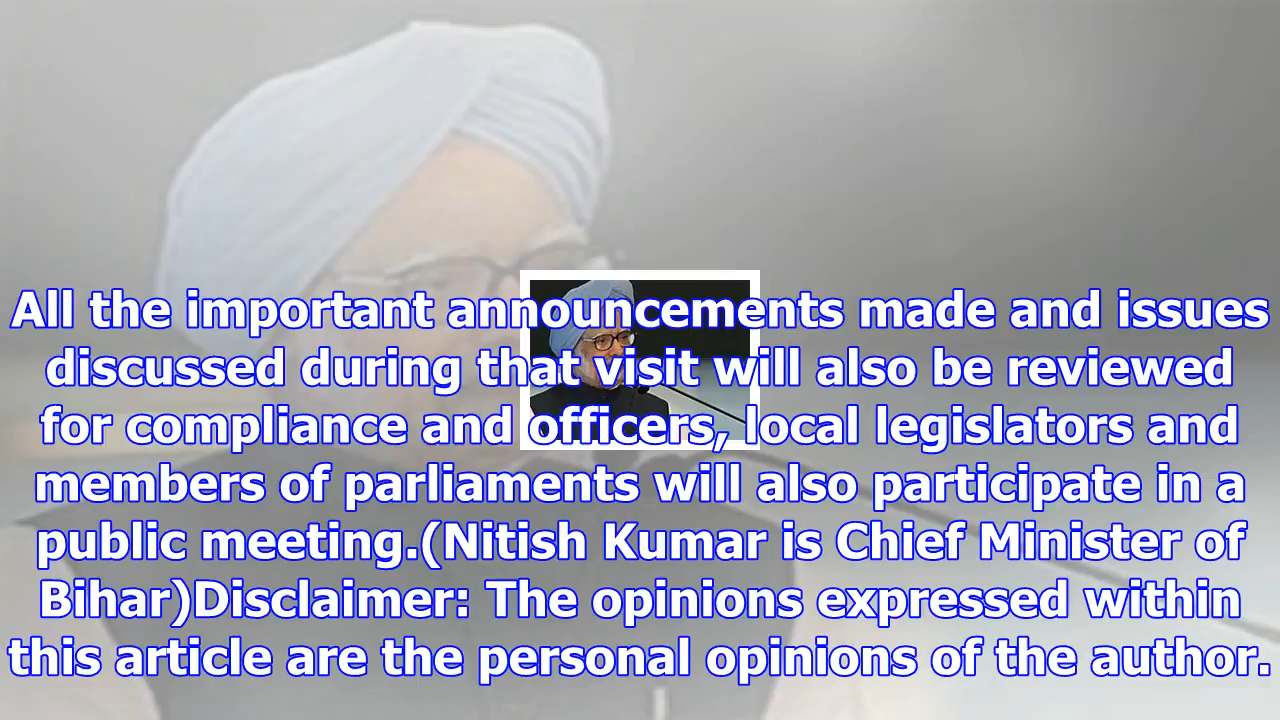 All the important announcements made and issues
discussed during that visit will also be reviewed
for compliance and officers, local legislators and
members of parliaments will also participate in a
public meeting.(Nitish Kumar is Chief Minister of
Bihar)Disclaimer: The opinions expressed within
this article are the personal opinions of the author.